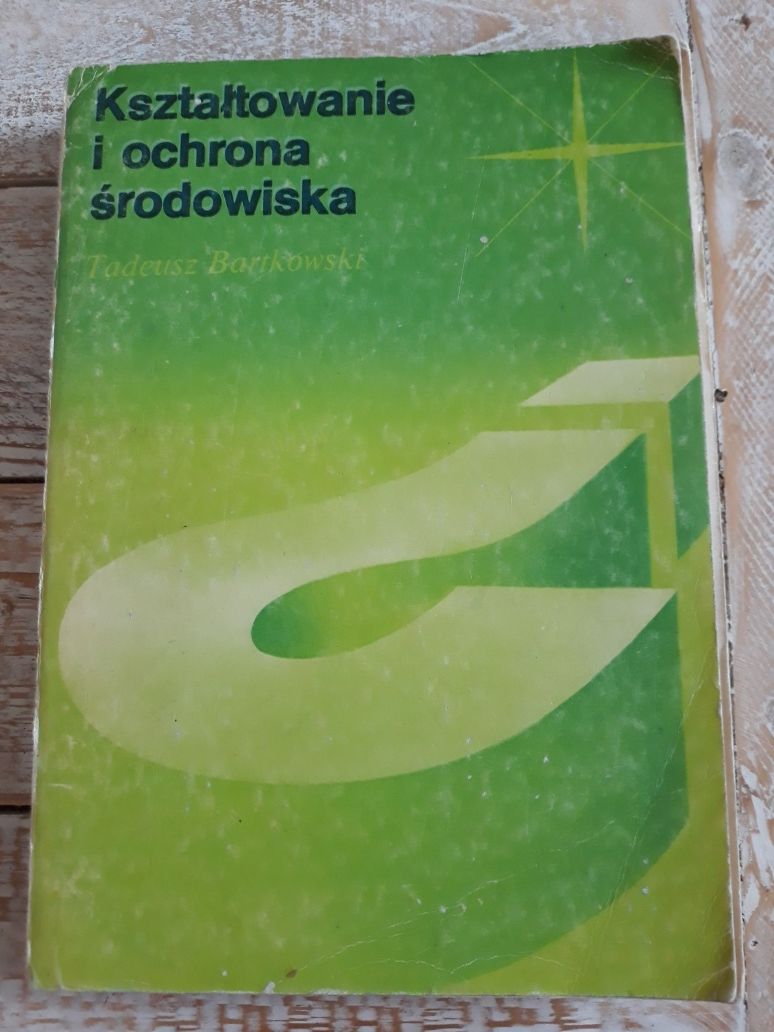 Kształtowanie
i ochrona
środowiska
Tadeusz Bartkowski